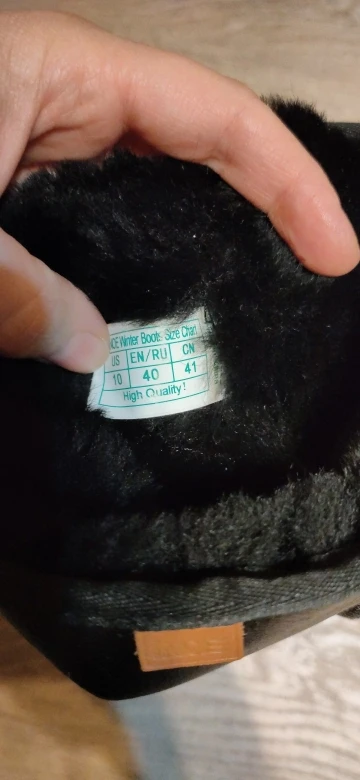 Winter Boots Size Chart
US EN/RU CN
10 40 41
High Quality!